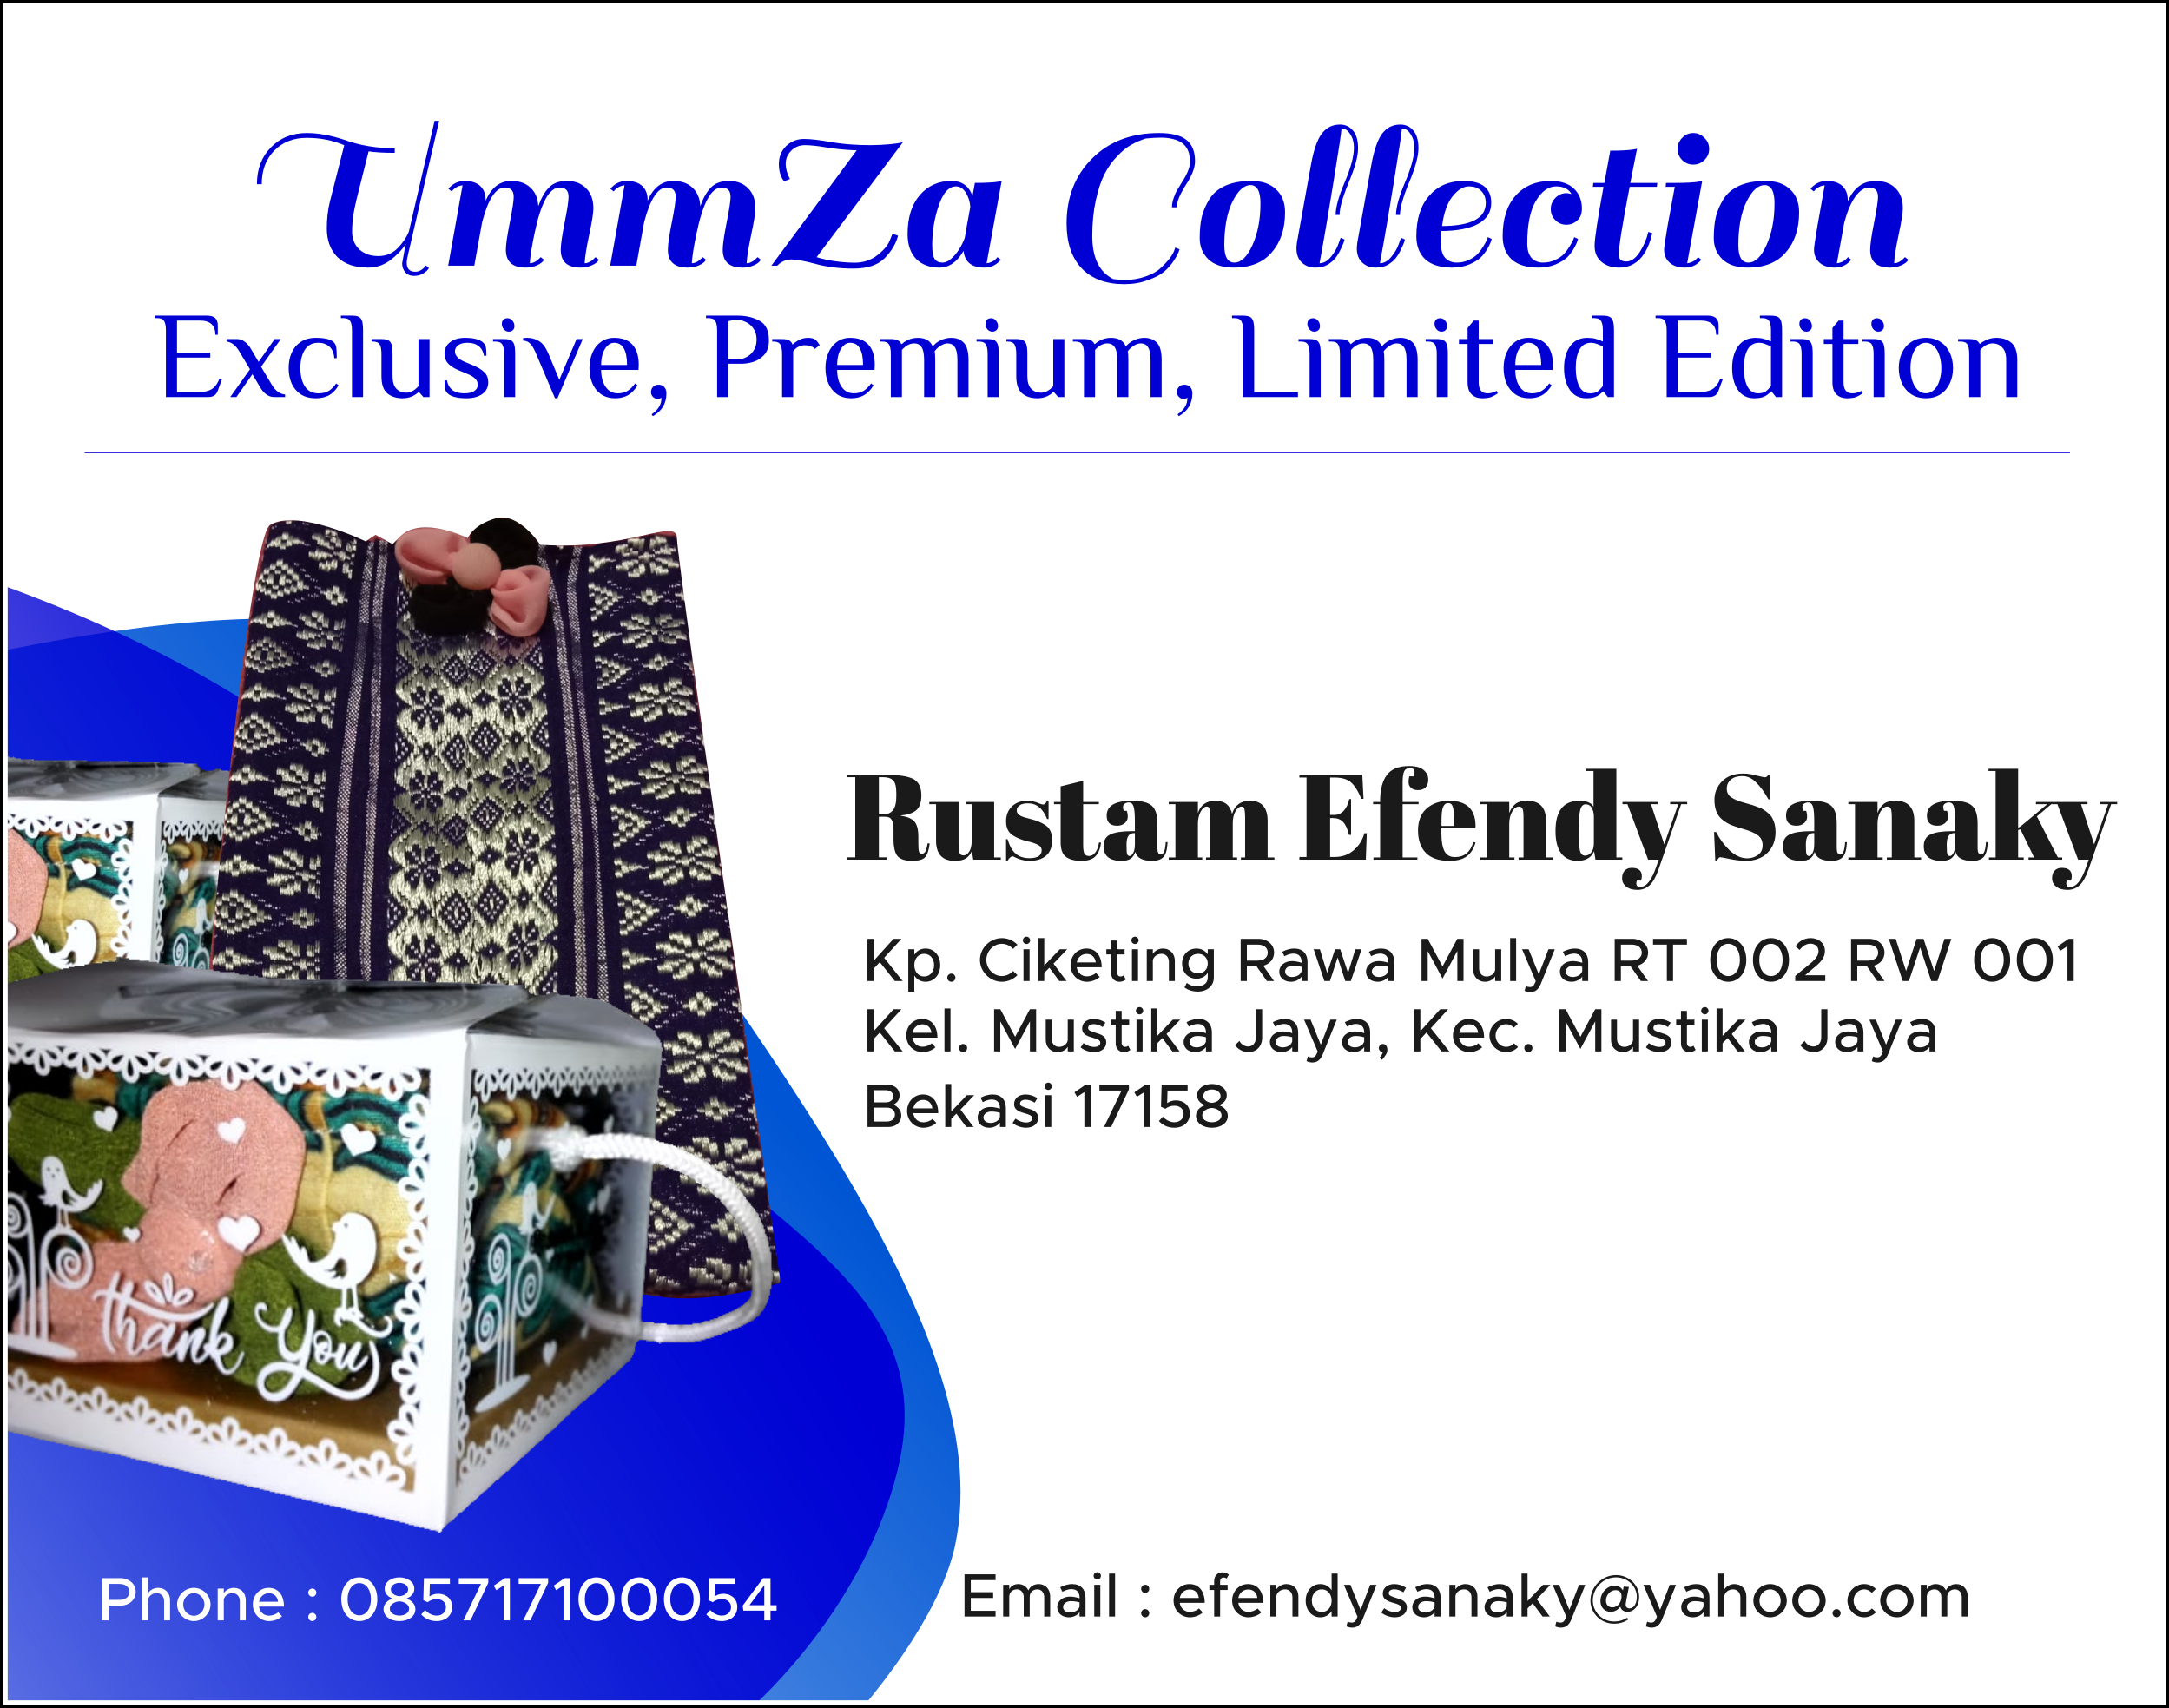 UmmZa Collection
Exclusive, Premium, Limited Edition
Rustam Efendy Sanaky
Kp. Ciketing Rawa Mulya RT 002 RW 001
Kel. Mustika Jaya, Kec. Mustika Jaya
Bekasi 17158
thank You
Phone : 085717100054
Email : efendysanaky@yahoo.com